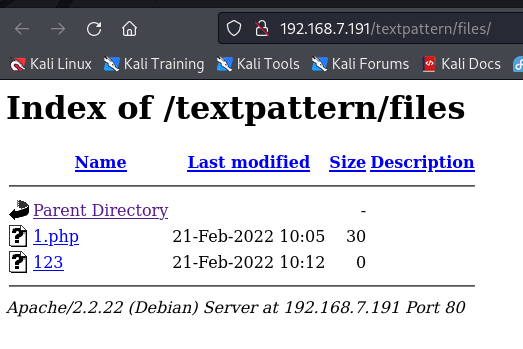 192.168.7.191/textpattern/files/
Kali Linux Kali Training Kali Tools Kali Forums Kali Docs
Index of /textpattern/files
Name Last modified Size Description
Parent Directory -
1.php 21-Feb-2022 10:05 30
123 21-Feb-2022 10:12 0
Apache/2.2.22 (Debian) Server at 192.168.7.191 Port 80